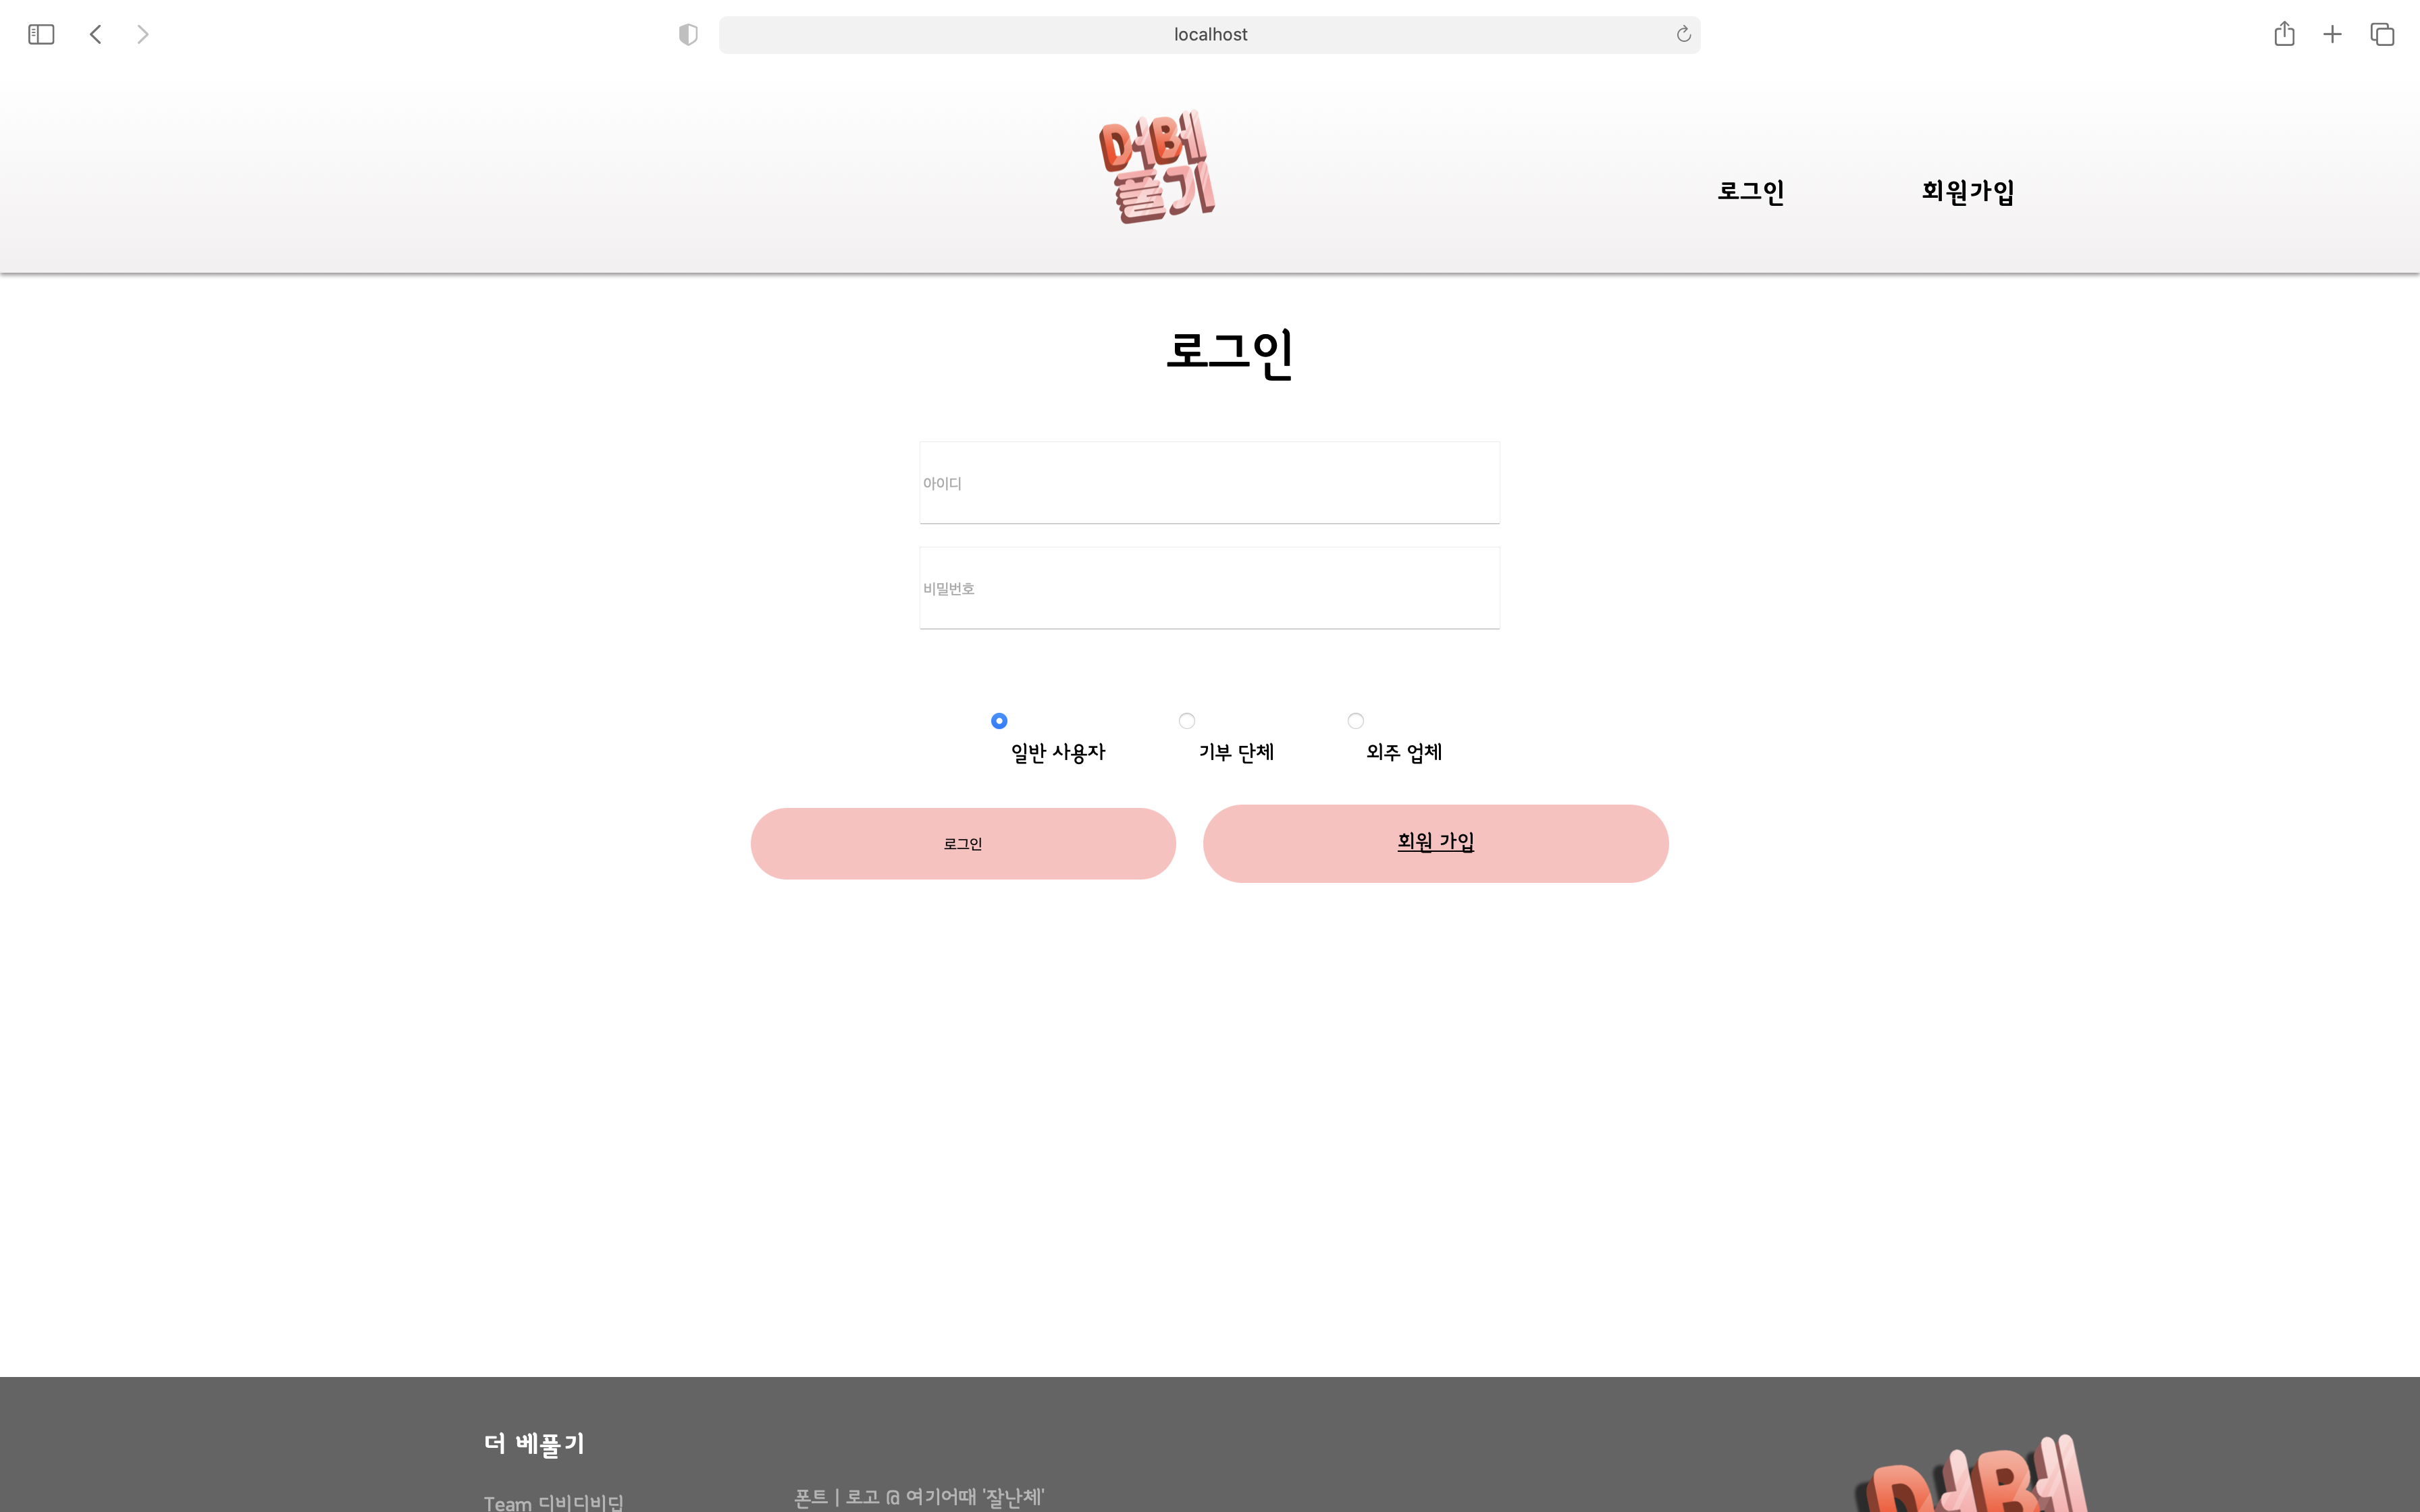 localhost
더베
풀기
로그인
회원가입
로그인
아이디
비밀번호
일반 사용자
기부 단체
외주 업체
로그인
회원 가입
더 베풀기
Team 디비디비딥
폰트 | 로고 @ 여기어때 '잘난체'
더베